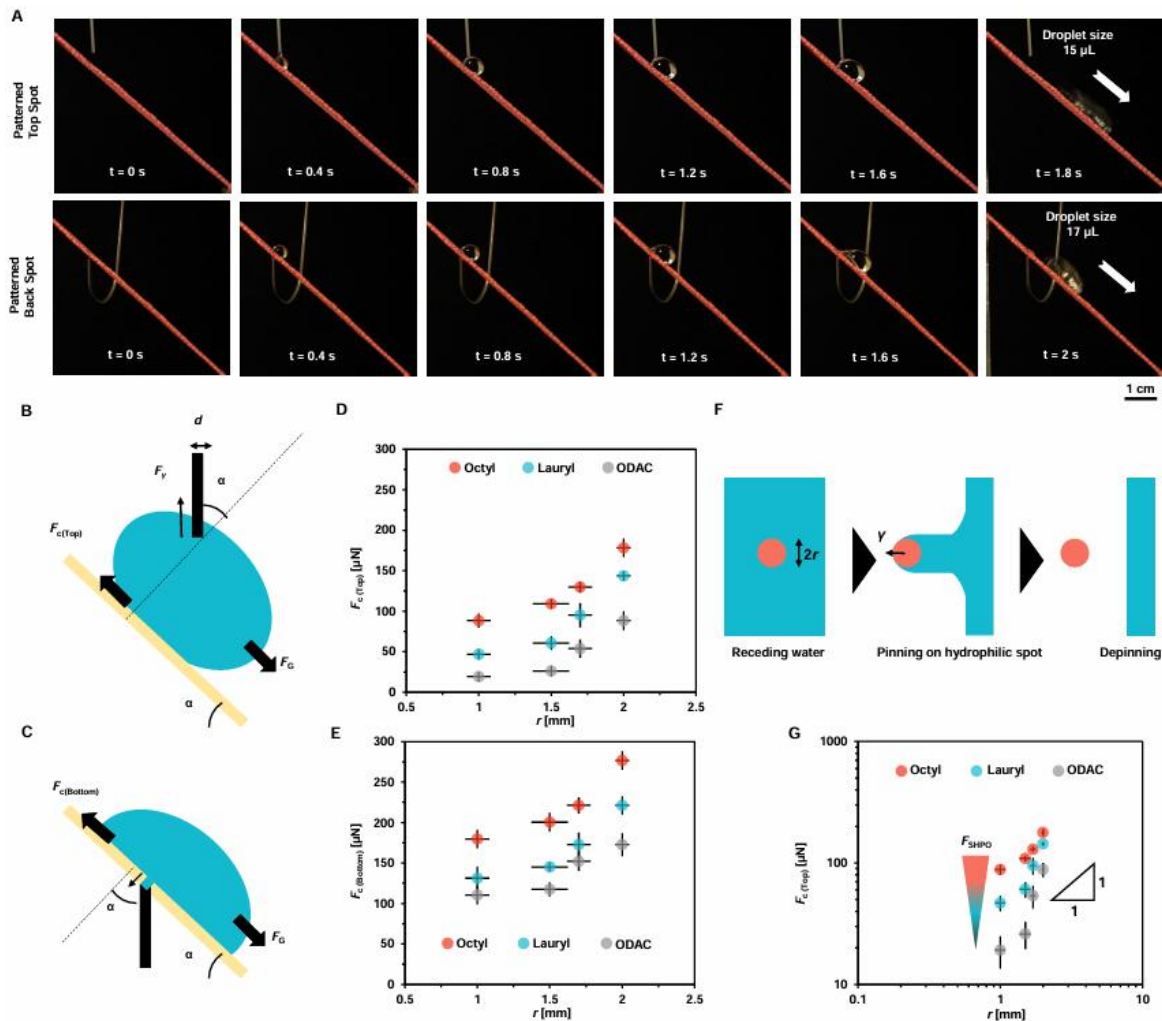 A
Patterned
Top Spot
t = 0 s
t = 0.4 s
t = 0.8 s
t = 1.2 s
t = 1.6 s
Droplet size
15 µL
t = 1.8 s
Patterned
Back Spot
t = 0 s
t = 0.4 s
t = 0.8 s
t = 1.2 s
t = 1.6 s
Droplet size
17 µL
t = 2 s
1 cm
B
d
Fγ
α
Fc(Top)
FG
α
C
Fc(Bottom)
α
FG
α
D
Fc (Top) [µN]
300
250
200
150
100
50
0
Octyl Lauryl ODAC
0.5 1 1.5 2 2.5
r [mm]
E
Fc (Bottom) [µN]
300
250
200
150
100
50
0
Octyl Lauryl ODAC
0.5 1 1.5 2 2.5
r [mm]
F
2r
γ
Receding water
Pinning on hydrophilic spot
Depinning
G
Fc (Top) [µN]
1000
100
10
Octyl Lauryl ODAC
FSHPO
1
1
0.1 1 10
r [mm]